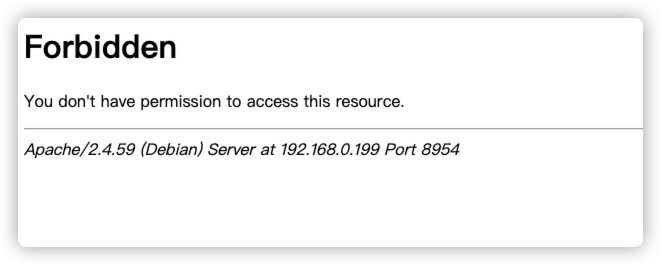 Forbidden
You don't have permission to access this resource.
Apache/2.4.59 (Debian) Server at 192.168.0.199 Port 8954